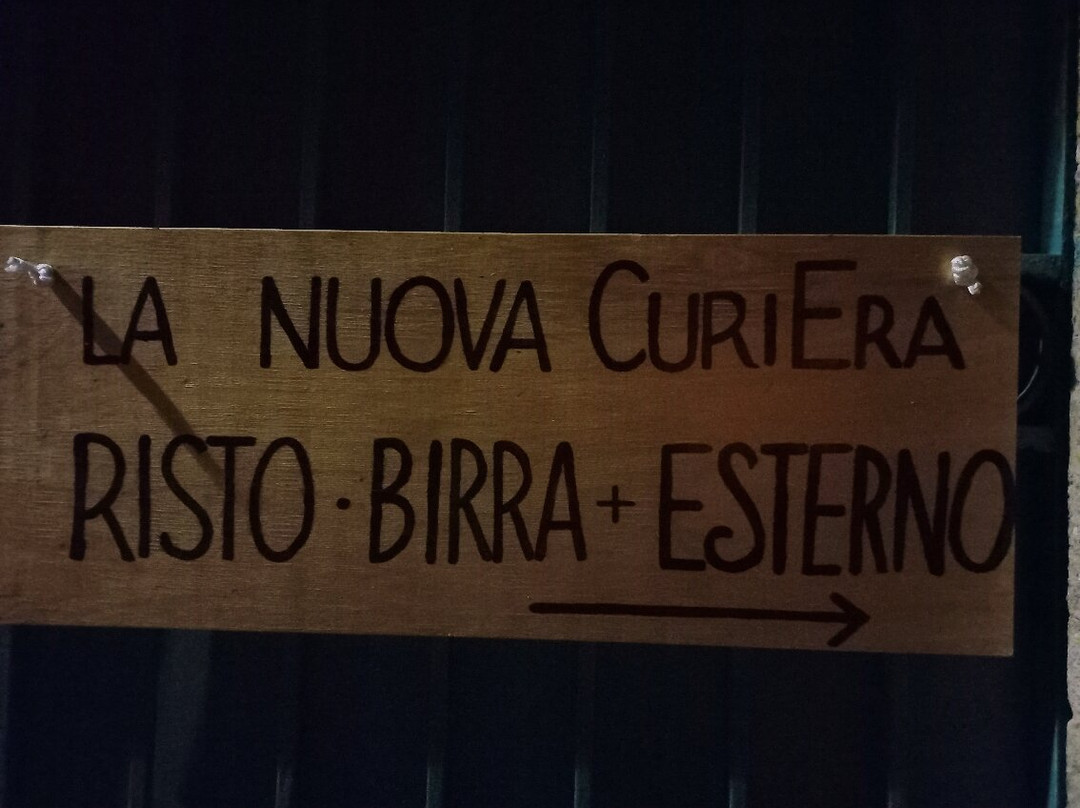 LA NUOVA CURIERA
RISTO · BIRRA + ESTERNO